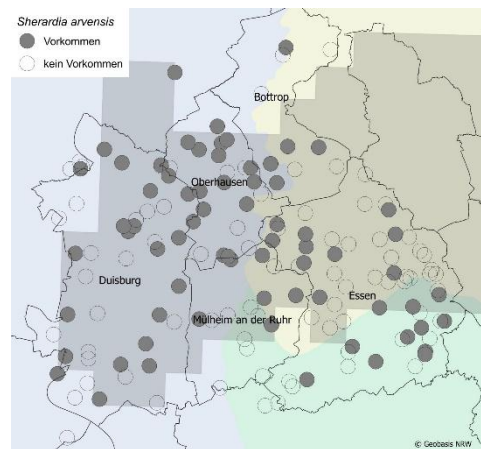 Sherardia arvensis
Vorkommen
kein Vorkommen
Bottrop
Oberhausen
Duisburg
Essen
Mülheim an der Ruhr
© Geobasis NRW